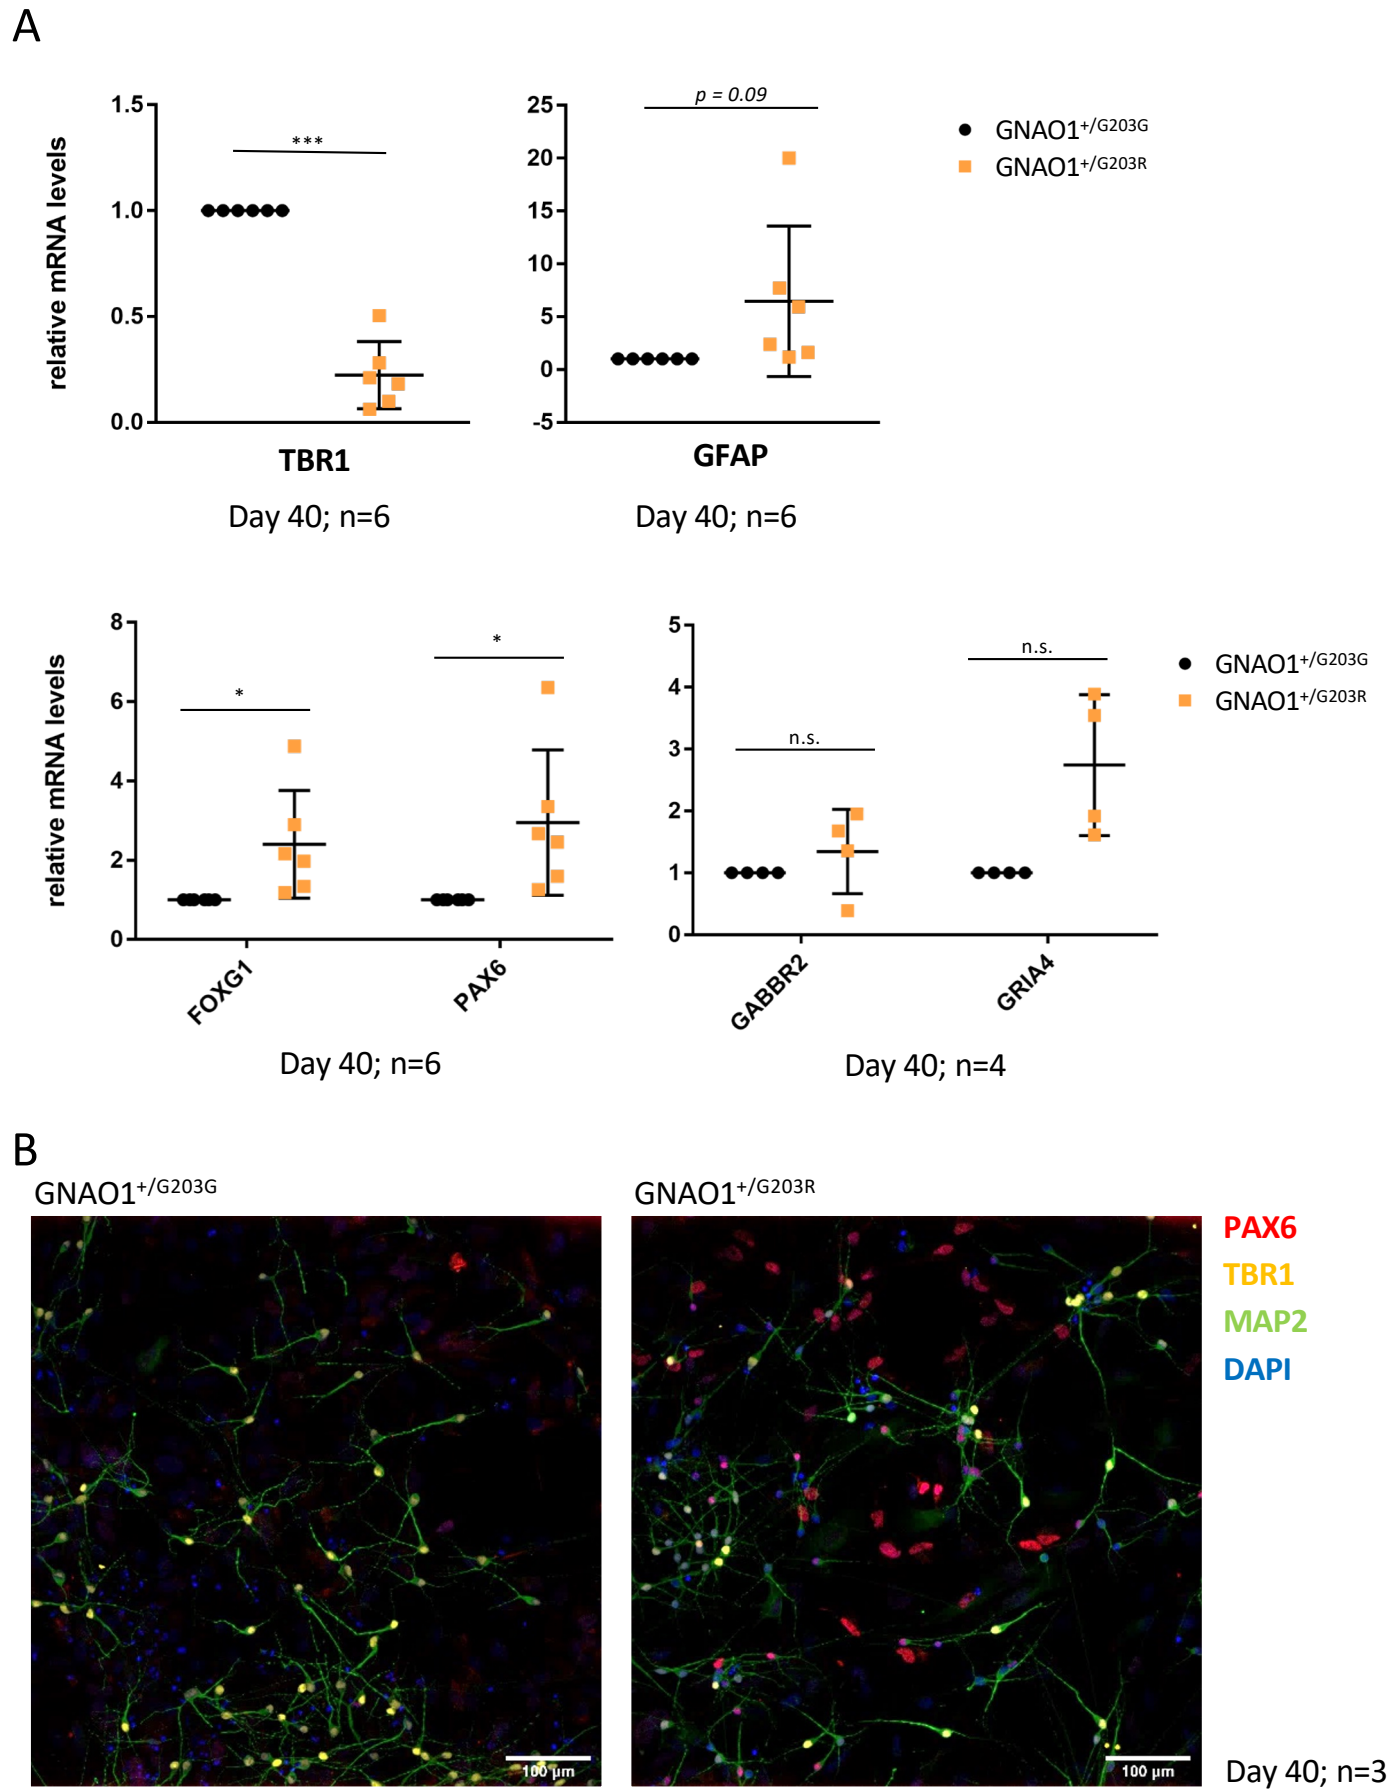 A
1.5
1.0
0.5
0.0
relative mRNA levels
***
TBR1
Day 40; n=6
25
20
15
10
5
0
-5
p = 0.09
GFAP
Day 40; n=6
GNAO1+/G203G
GNAO1+/G203R
8
6
4
2
0
relative mRNA levels
*
*
FOXG1
PAX6
Day 40; n=6
5
4
3
2
1
0
n.s.
n.s.
GABBR2
GRIA4
Day 40; n=4
GNAO1+/G203G
GNAO1+/G203R
B
GNAO1+/G203G
GNAO1+/G203R
100 µm
100 µm
PAX6
TBR1
MAP2
DAPI
Day 40; n=3